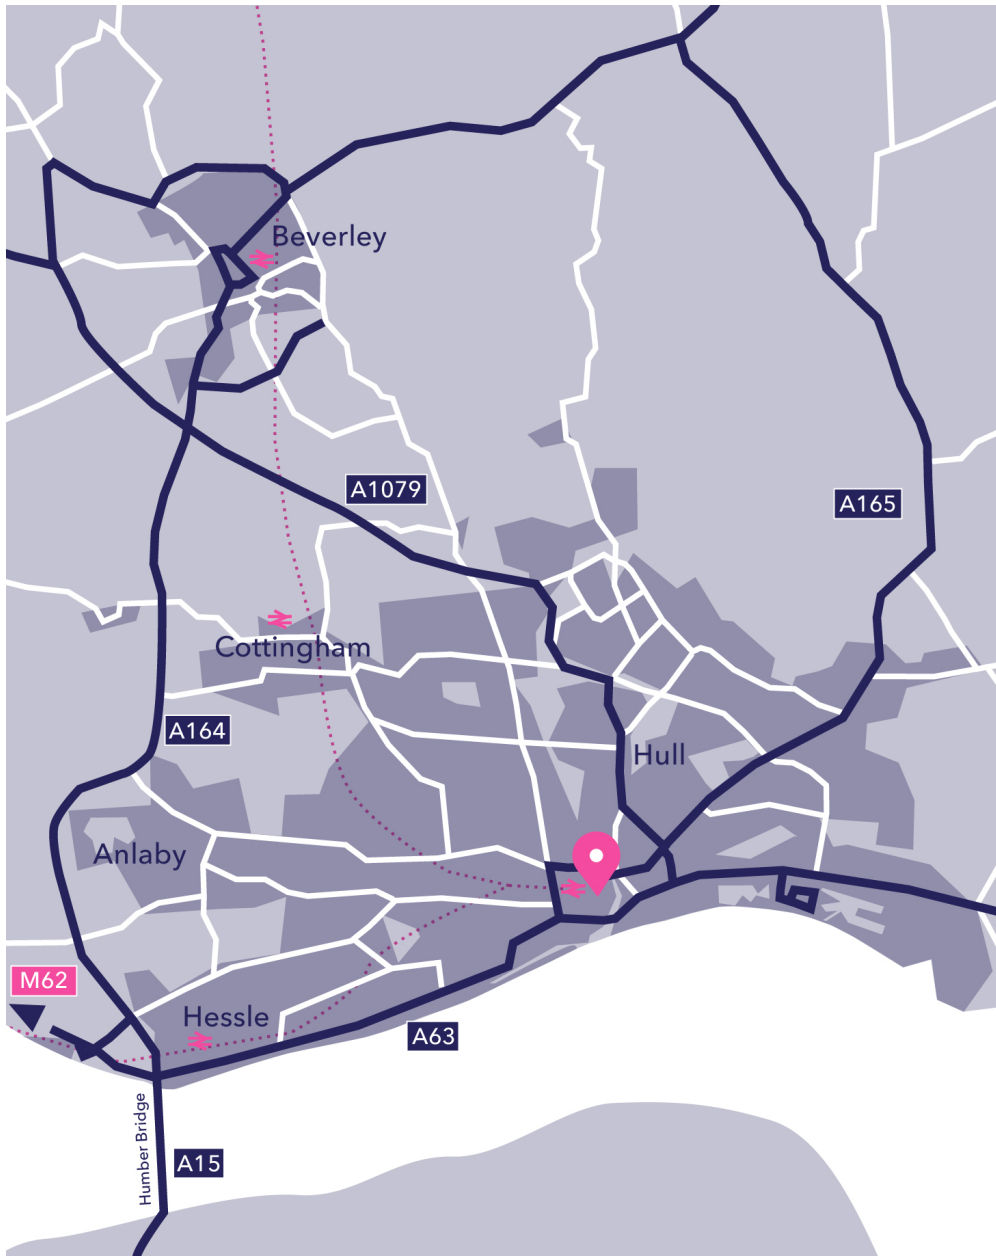 Beverley
A1079
A165
Cottingham
A164
Hull
Anlaby
M62
Hessle
A63
Humber Bridge
A15